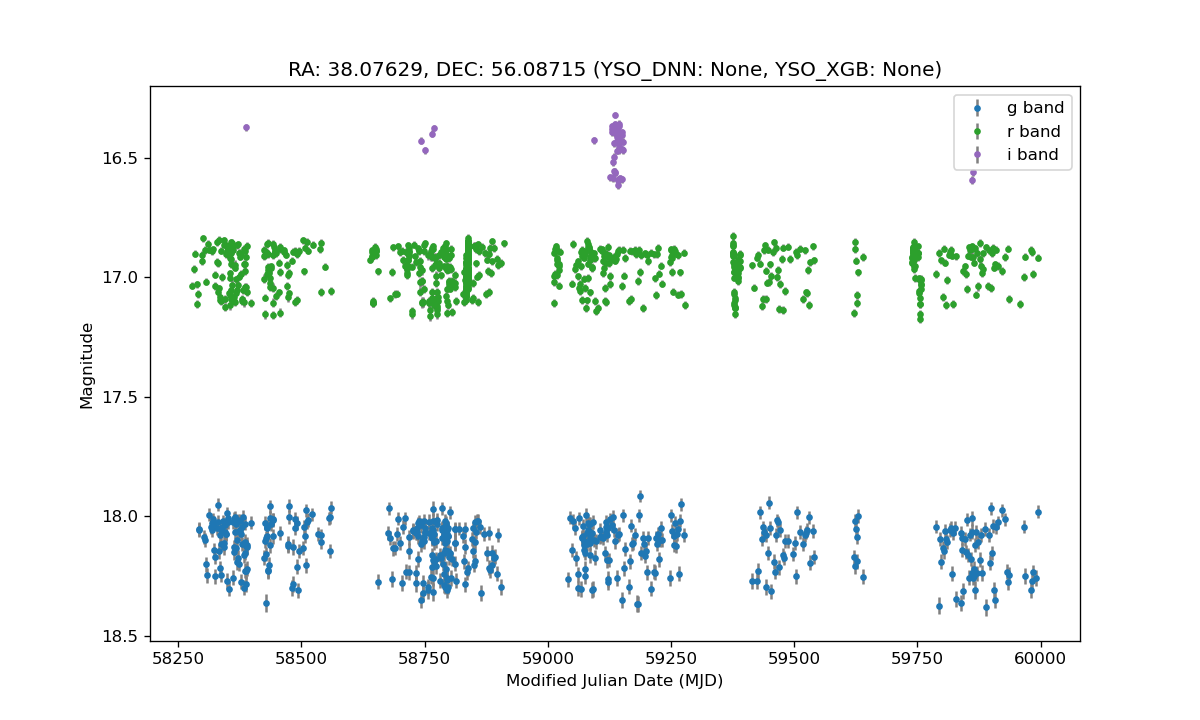 RA: 38.07629, DEC: 56.08715 (YSO_DNN: None, YSO_XGB: None)
g band
r band
i band
16.5
17.0
17.5
18.0
18.5
Magnitude
58250 58500 58750 59000 59250 59500 59750 60000
Modified Julian Date (MJD)